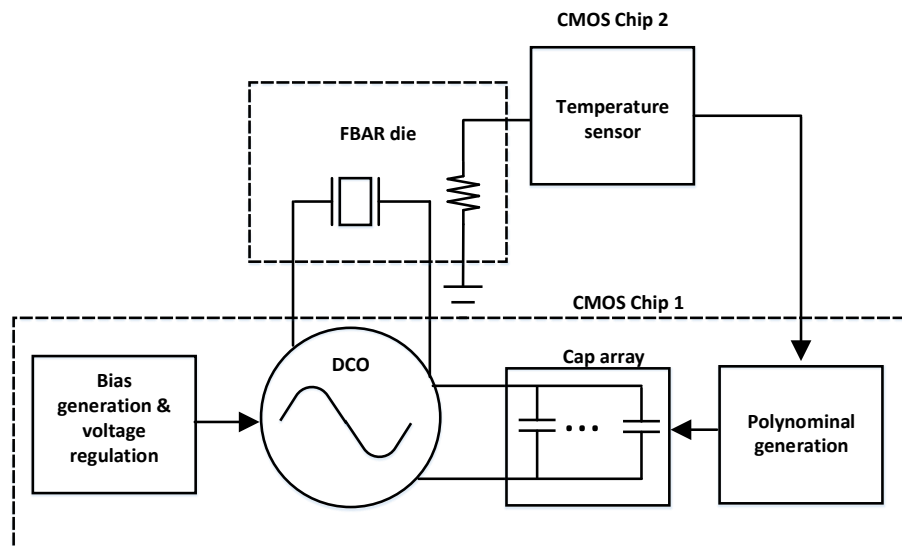 CMOS Chip 2
Temperature
sensor
FBAR die
CMOS Chip 1
Bias
generation &
voltage
regulation
DCO
Cap array
Polynominal
generation